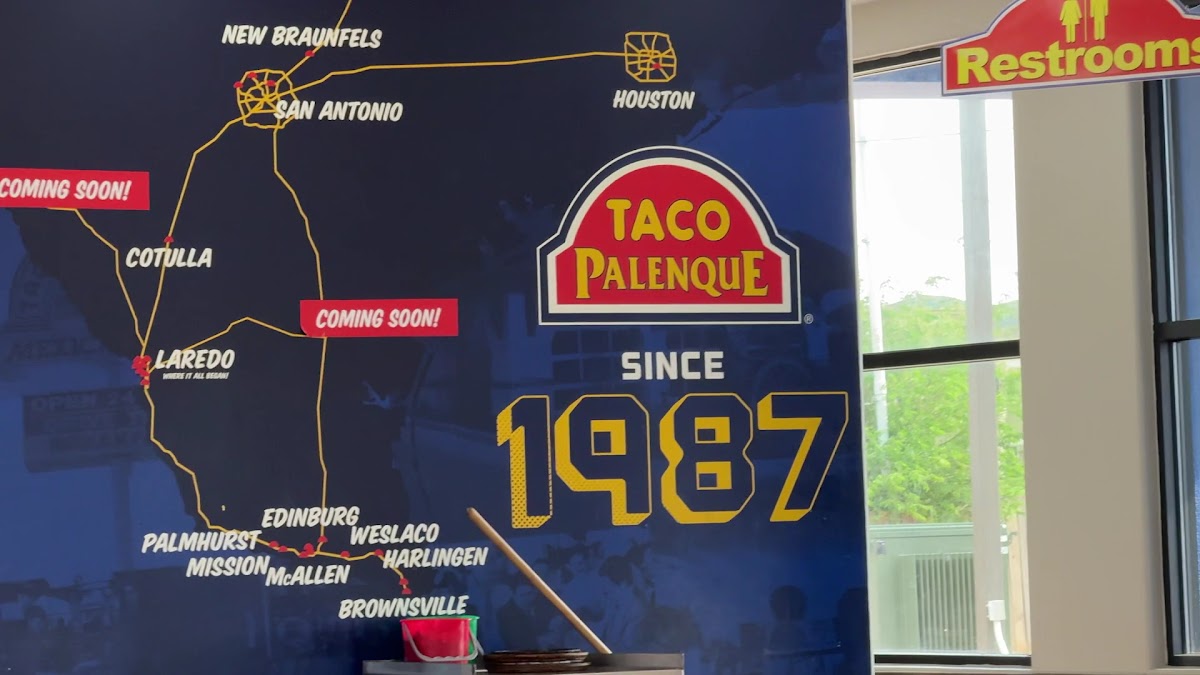 NEW BRAUNFELS
SAN ANTONIO
HOUSTON
Restrooms
COMING SOON!
COTULLA
TACO
PALENQUE
®
COMING SOON!
LAREDO
WHERE IT ALL BEGAN!
SINCE
1987
EDINBURG
PALMHURST
WESLACO
MISSION
McALLEN
HARLINGEN
BROWNSVILLE